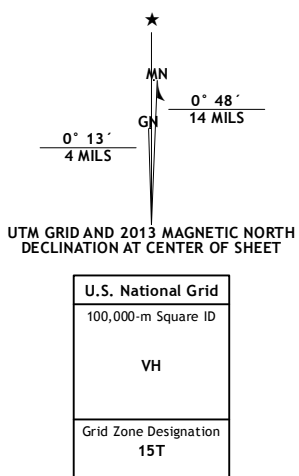 MN
GN
0° 48´
14 MILS
0° 13´
4 MILS
UTM GRID AND 2013 MAGNETIC NORTH
DECLINATION AT CENTER OF SHEET
U.S. National Grid
100,000-m Square ID
VH
Grid Zone Designation
15T